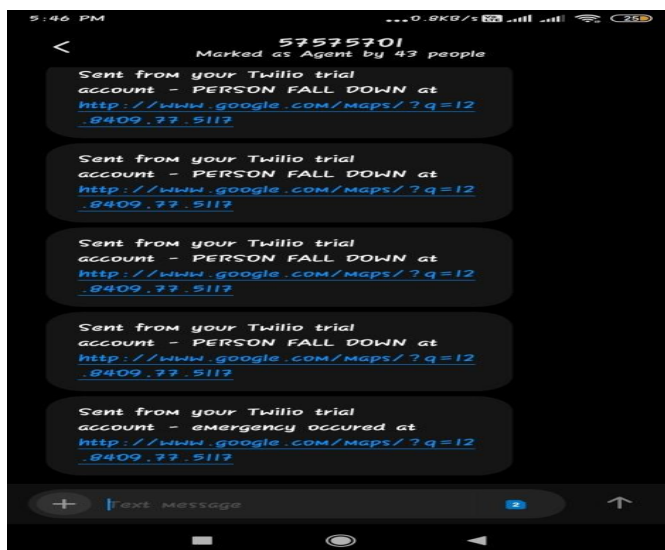 5:46 PM
...0.8KB/s 25
57575701
Marked as Agent by 43 people
Sent from your Twilio trial
account - PERSON FALL DOWN at
http://www.google.com/maps/?q=12
.8409,77.5117
Sent from your Twilio trial
account - PERSON FALL DOWN at
http://www.google.com/maps/?q=12
.8409,77.5117
Sent from your Twilio trial
account - PERSON FALL DOWN at
http://www.google.com/maps/?q=12
.8409,77.5117
Sent from your Twilio trial
account - PERSON FALL DOWN at
http://www.google.com/maps/?q=12
.8409,77.5117
Sent from your Twilio trial
account - emergency occured at
http://www.google.com/maps/?q=12
.8409,77.5117
Text message
2